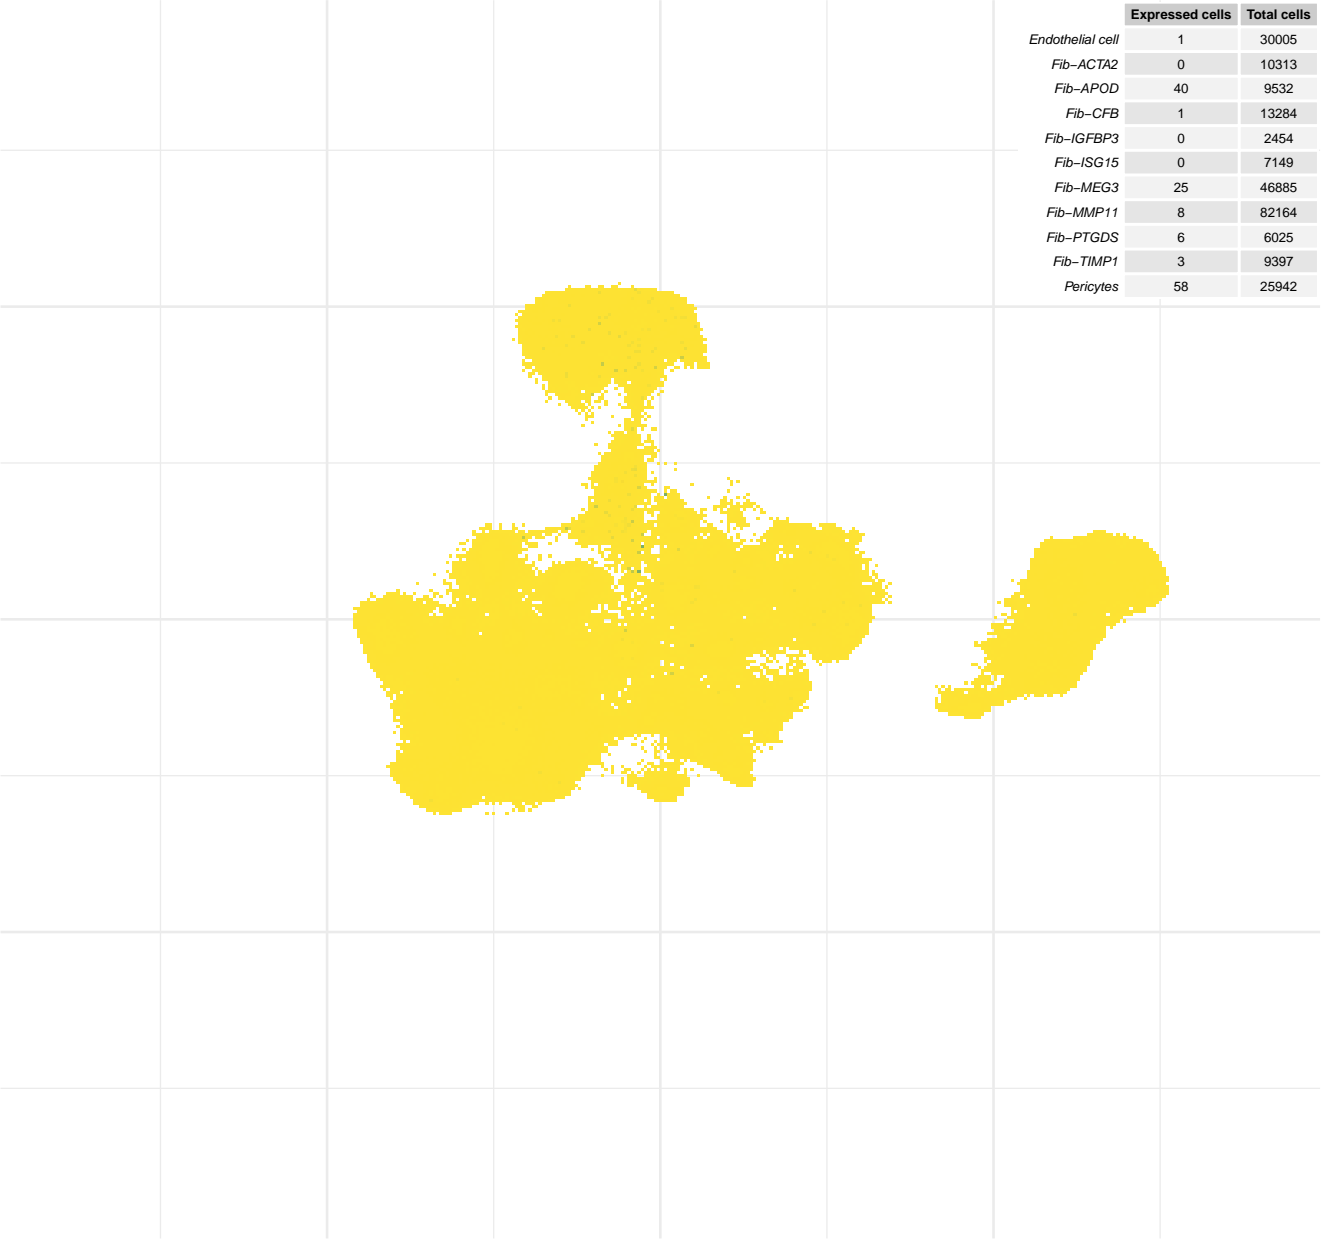 Expressed cells Total cells
Endothelial cell 1 30005
Fib−ACTA2 0 10313
Fib−APOD 40 9532
Fib−CFB 1 13284
Fib−IGFBP3 0 2454
Fib−ISG15 0 7149
Fib−MEG3 25 46885
Fib−MMP11 8 82164
Fib−PTGDS 6 6025
Fib−TIMP1 3 9397
Pericytes 58 25942